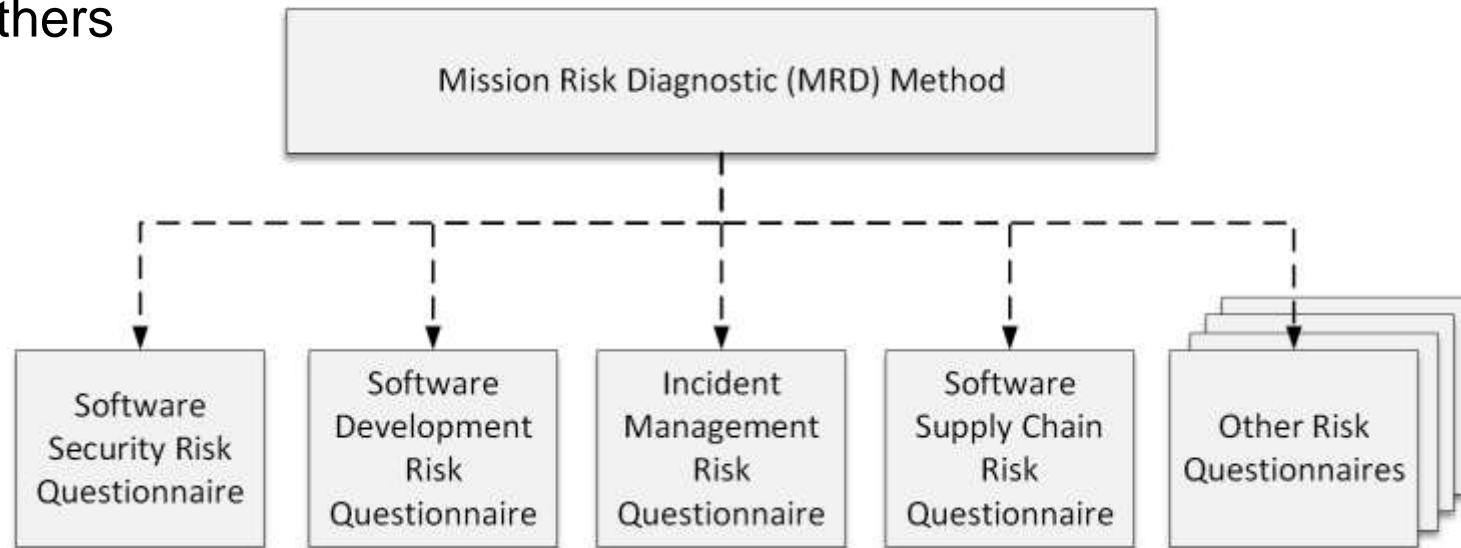 thers
Mission Risk Diagnostic (MRD) Method
Software
Security Risk
Questionnaire
Software
Development
Risk
Questionnaire
Incident
Management
Risk
Questionnaire
Software
Supply Chain
Risk
Questionnaire
Other Risk
Questionnaires